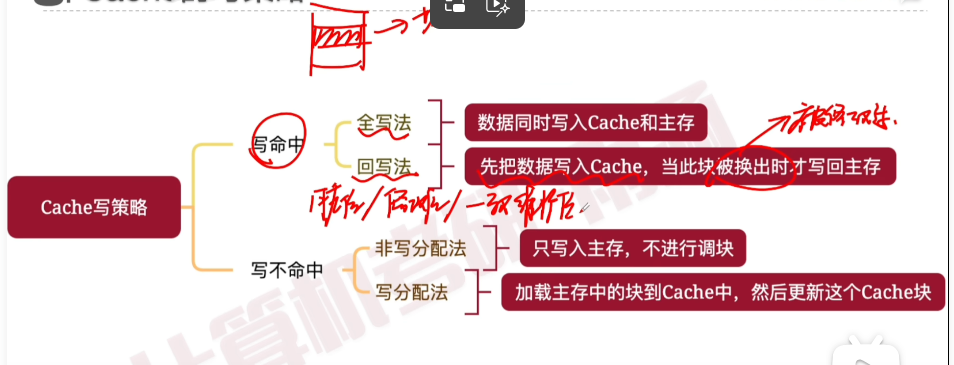 写命中
全写法
数据同时写入Cache和主存
回写法
先把数据写入Cache，当此块被换出时才写回主存
Cache写策略
写不命中
非写分配法
只写入主存，不进行调块
写分配法
加载主存中的块到Cache中，然后更新这个Cache块